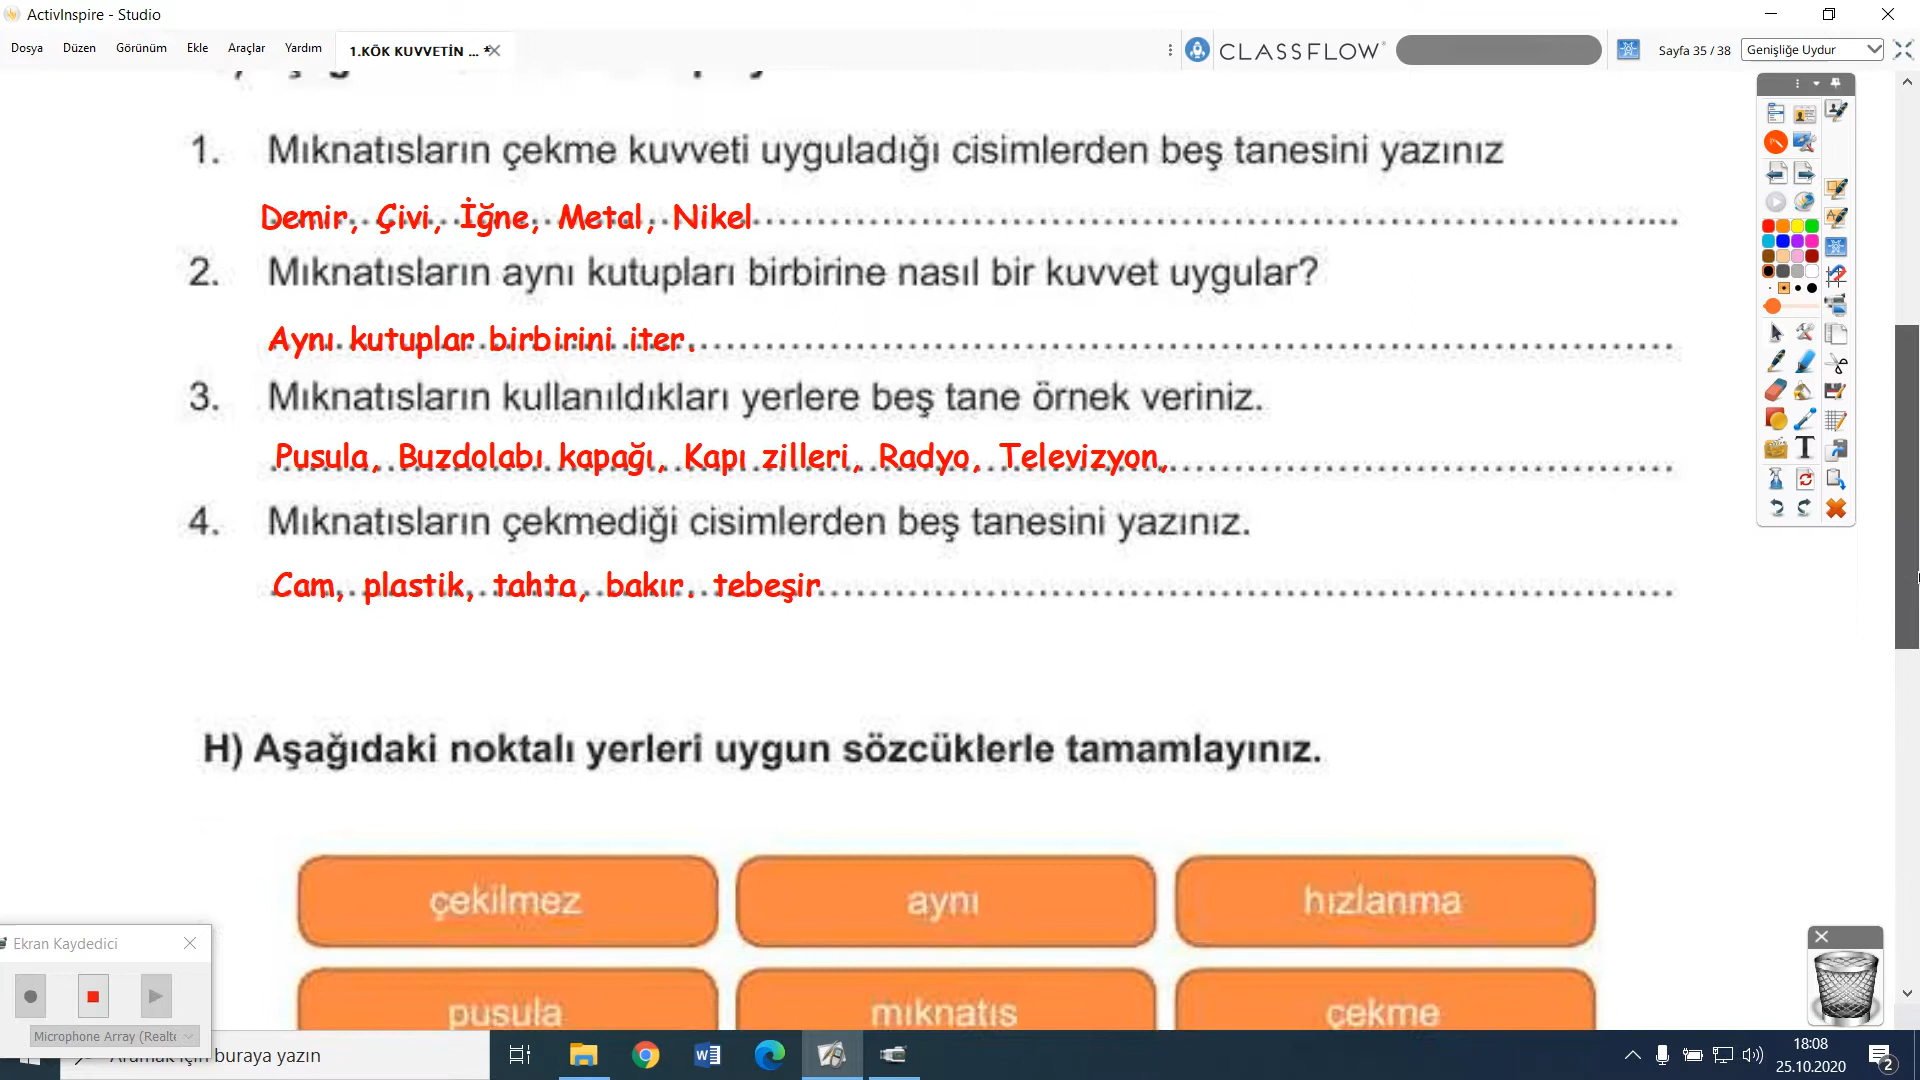 ActivInspire - Studio
Dosya Düzen Görünüm Ekle Araçlar Yardım 1.KÖK KUVVETİN ... * CLASSFLOW Sayfa 35 / 38 Genişliğe Uydur
1. Mıknatısların çekme kuvveti uyguladığı cisimlerden beş tanesini yazınız
Demir, Çivi, İğne, Metal, Nikel
2. Mıknatısların aynı kutupları birbirine nasıl bir kuvvet uygular?
Aynı kutuplar birbirini iter.
3. Mıknatısların kullanıldıkları yerlere beş tane örnek veriniz.
Pusula, Buzdolabı kapağı, Kapı zilleri, Radyo, Televizyon,
4. Mıknatısların çekmediği cisimlerden beş tanesini yazınız.
Cam, plastik, tahta, bakır. tebeşir
H) Aşağıdaki noktalı yerleri uygun sözcüklerle tamamlayınız.
çekilmez aynı hızlanma
pusula mıknatıs çekme
Ekran Kaydedici
Microphone Array (Realte
buraya yazın
18:08
25.10.2020
2